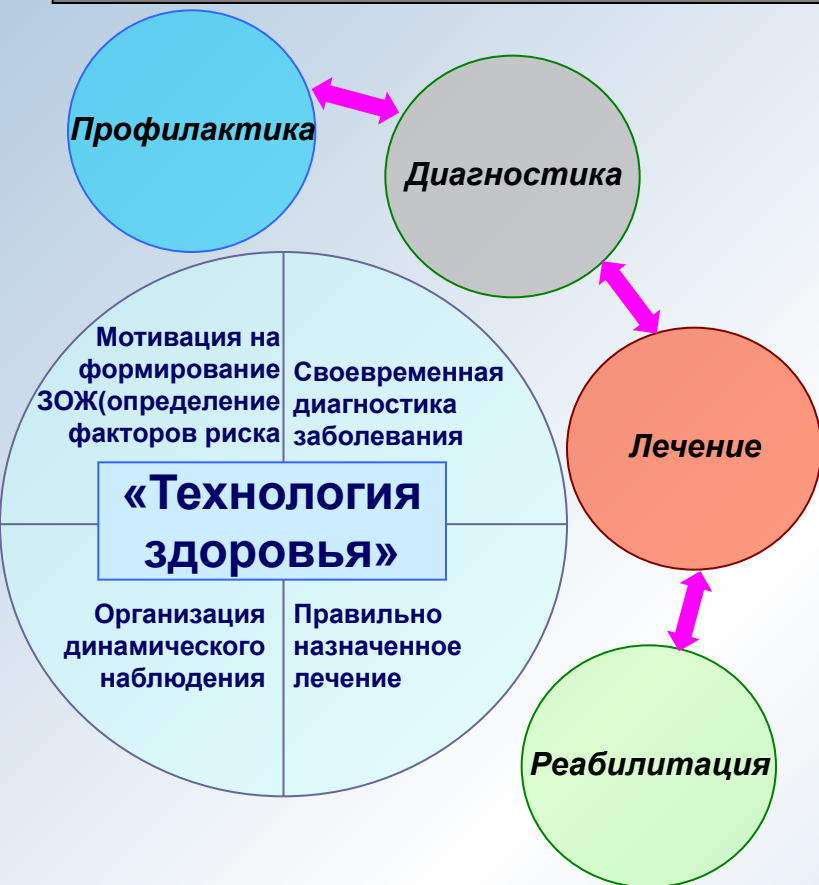 Профилактика
Диагностика
Мотивация на
формирование
ЗОЖ(определение
факторов риска
Своевременная
диагностика
заболевания
Лечение
«Технология
здоровья»
Организация
динамического
наблюдения
Правильно
назначенное
лечение
Реабилитация